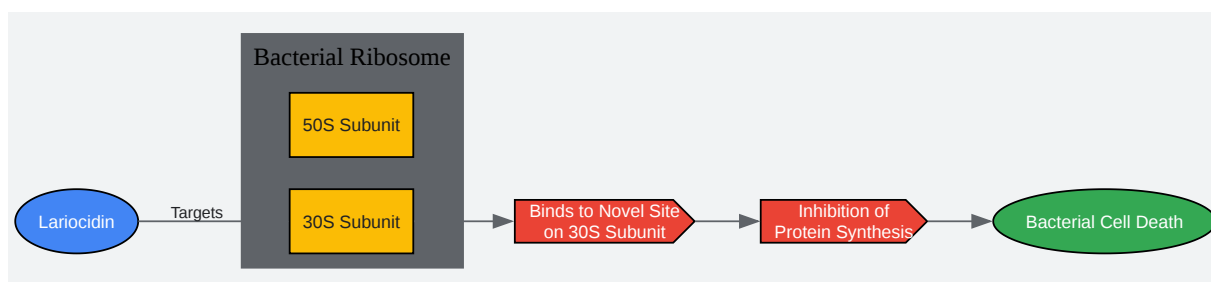 Bacterial Ribosome
50S Subunit
Lariocidin
Targets
30S Subunit
Binds to Novel Site
on 30S Subunit
Inhibition of
Protein Synthesis
Bacterial Cell Death